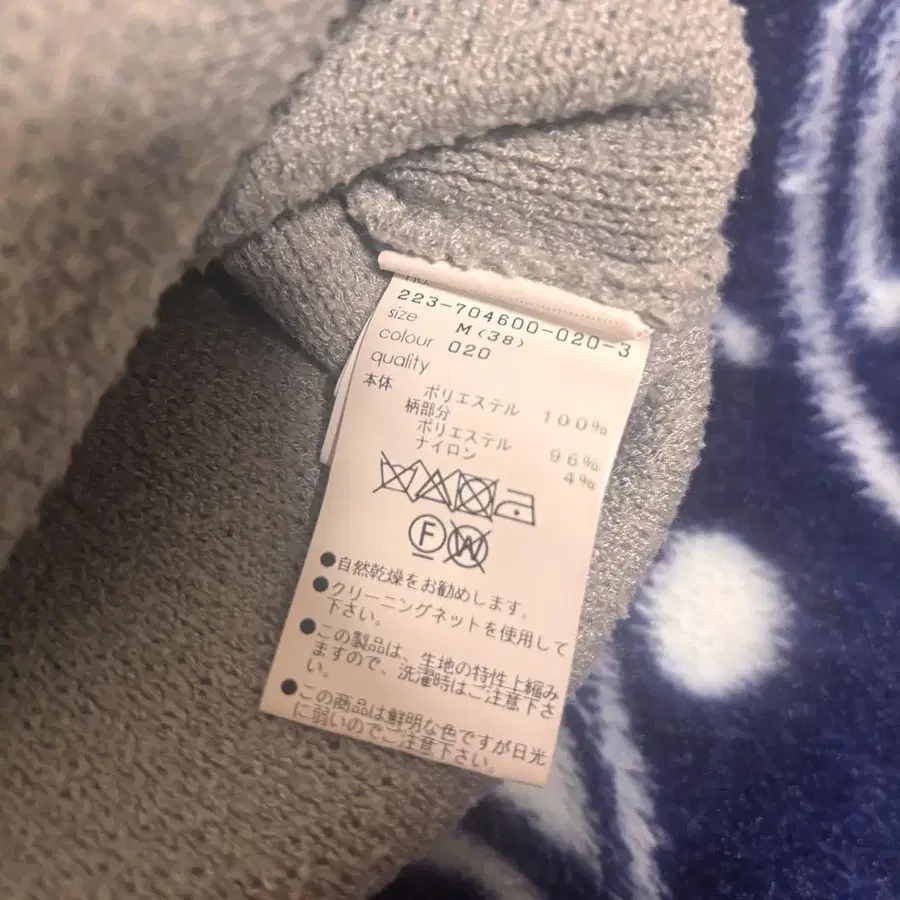 223-704600-020-3
size M(38)
colour 020
quality
本体 ポリエステル 100%
柄部分
ポリエステル 96%
ナイロン 4%
F W
●自然乾燥をお勧めします。
●クリーニングネットを使用して
下さい。
●この製品は、生地の特性上縮み
ますので、洗濯時はご注意下さ
い。
●この商品は鮮明な色ですが日光
に弱いのでご注意下さい。